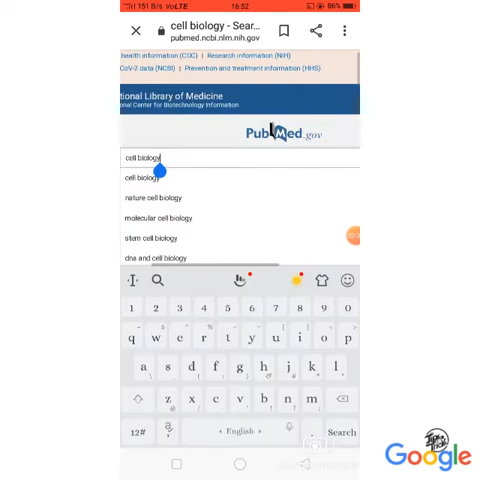 151 B/s VoLTE 16:52 86%
cell biology - Sear...
pubmed.ncbi.nlm.nih.gov
health information (CDC) | Research information (NIH)
CoV-2 data (NCBI) | Prevention and treatment information (HHS)
tional Library of Medicine
onal Center for Biotechnology Information
PubMed.gov
cell biology
cell biology
nature cell biology
molecular cell biology
stem cell biology
dna and cell biology
1 2 3 4 5 6 7 8 9 0
q w e r t y u i o p
a s d f g h j k l
z x c v b n m
12# English . Search
Google